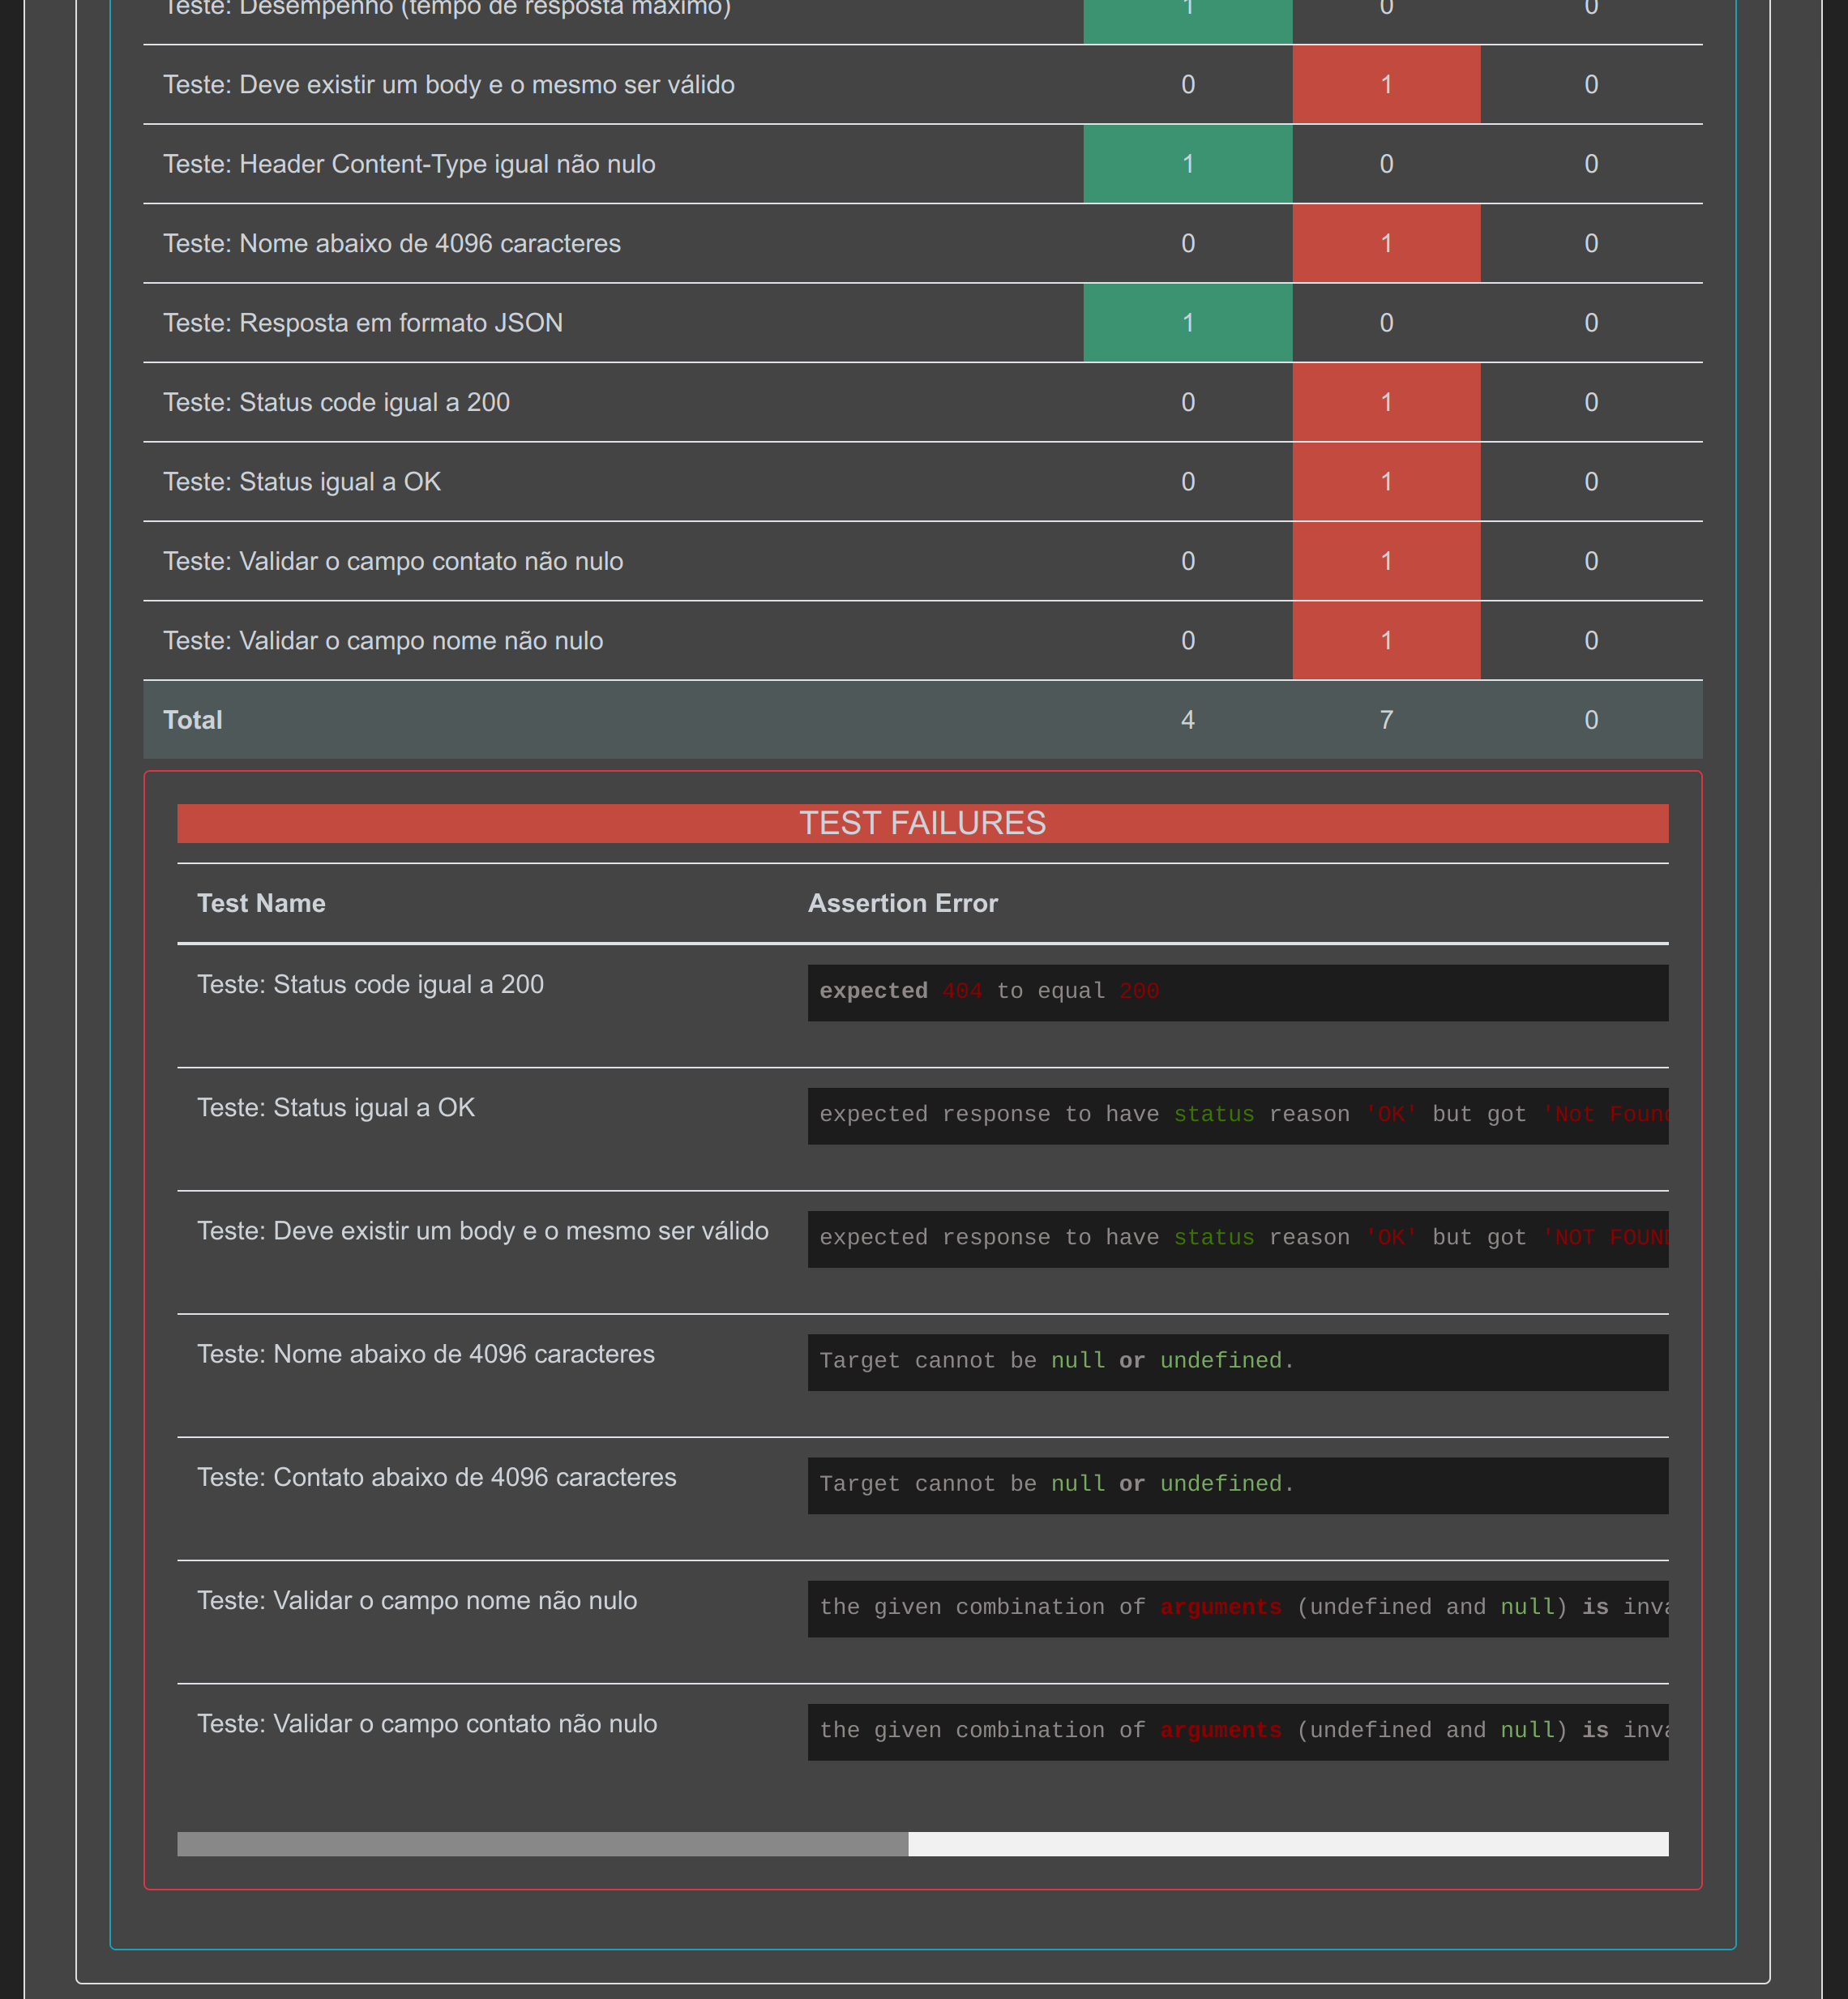 Teste: Desempenho (tempo de resposta máximo) 1 0 0
Teste: Deve existir um body e o mesmo ser válido 0 1 0
Teste: Header Content-Type igual não nulo 1 0 0
Teste: Nome abaixo de 4096 caracteres 0 1 0
Teste: Resposta em formato JSON 1 0 0
Teste: Status code igual a 200 0 1 0
Teste: Status igual a OK 0 1 0
Teste: Validar o campo contato não nulo 0 1 0
Teste: Validar o campo nome não nulo 0 1 0
Total 4 7 0
TEST FAILURES
Test Name Assertion Error
Teste: Status code igual a 200 expected 404 to equal 200
Teste: Status igual a OK expected response to have status reason 'OK' but got 'Not Found
Teste: Deve existir um body e o mesmo ser válido expected response to have status reason 'OK' but got 'NOT FOUND
Teste: Nome abaixo de 4096 caracteres Target cannot be null or undefined.
Teste: Contato abaixo de 4096 caracteres Target cannot be null or undefined.
Teste: Validar o campo nome não nulo the given combination of arguments (undefined and null) is
Teste: Validar o campo contato não nulo the given combination of arguments (undefined and null) is